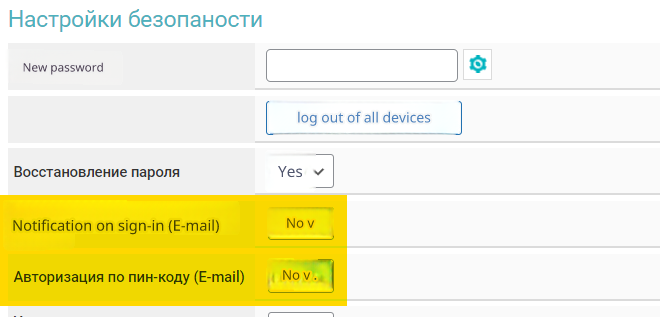 Настройки безопаности
New password
log out of all devices
Восстановление пароля
Yes
Notification on sign-in (E-mail)
No v
Авторизация по пин-коду (E-mail)
No v .